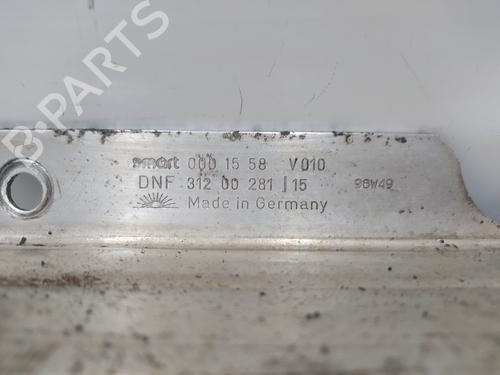 B-PARTS
smart 000 15 58 V010
DNF 312 00 281 | 15 98W49
Made in Germany